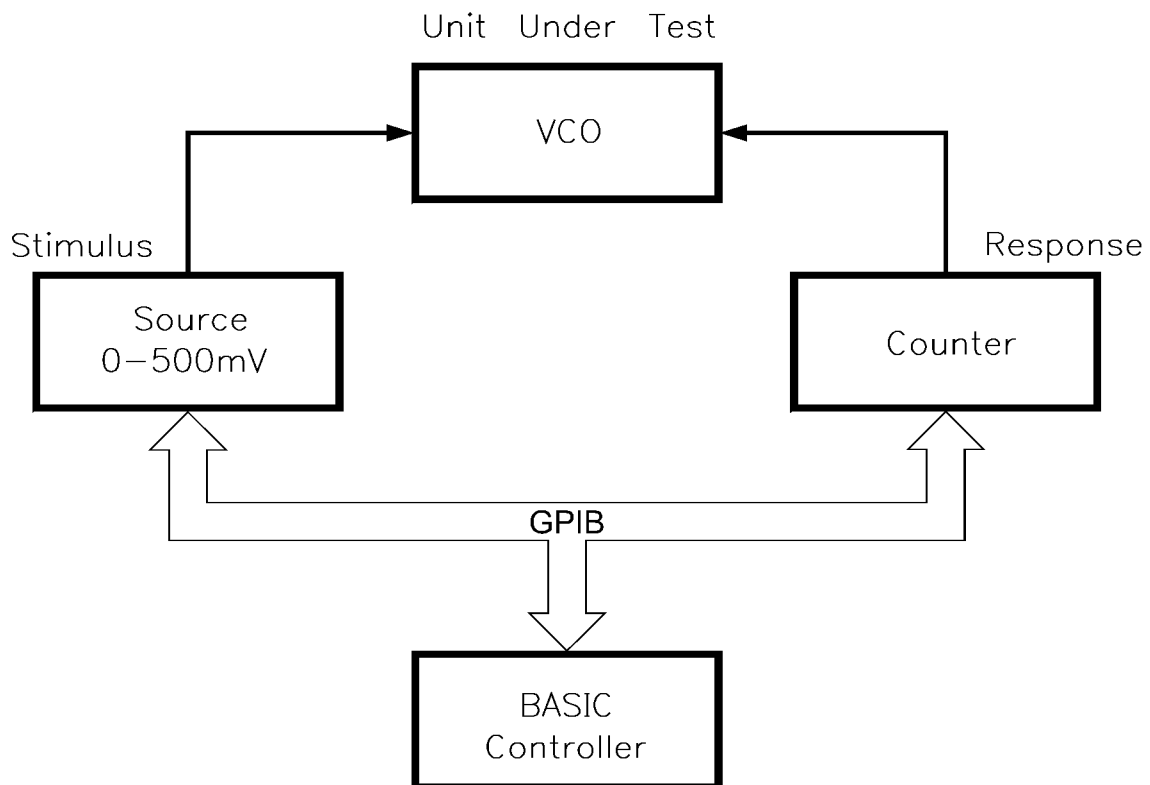 Unit Under Test
VCO
Stimulus
Response
Source
0-500mV
Counter
GPIB
BASIC
Controller